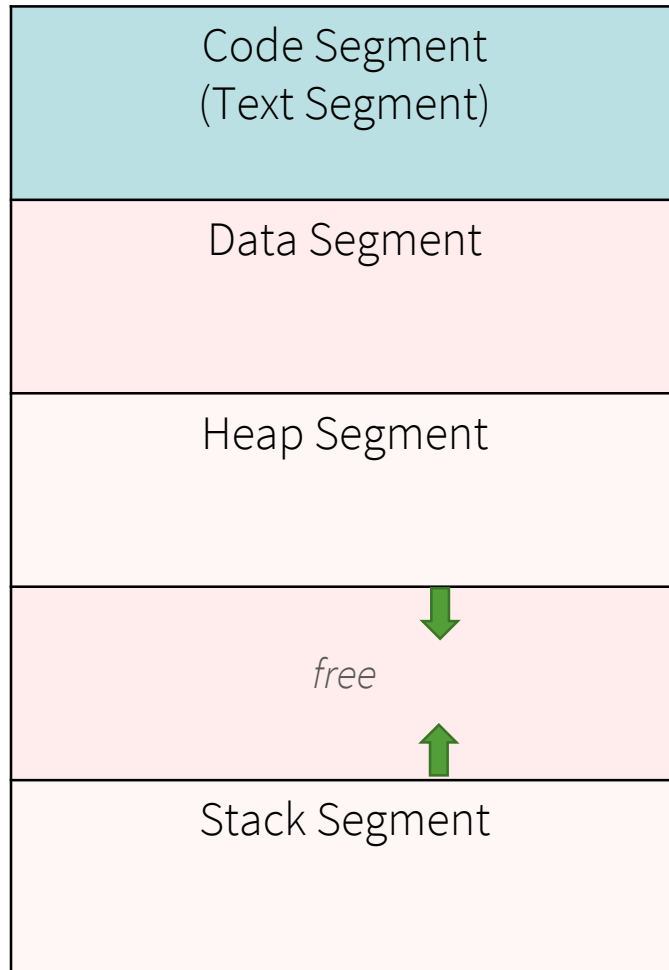 Code Segment
(Text Segment)
Data Segment
Heap Segment
free
Stack Segment